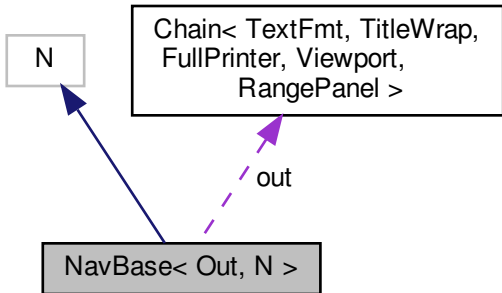 N
Chain< TextFmt, TitleWrap,
FullPrinter, Viewport,
RangePanel >
out
NavBase< Out, N >